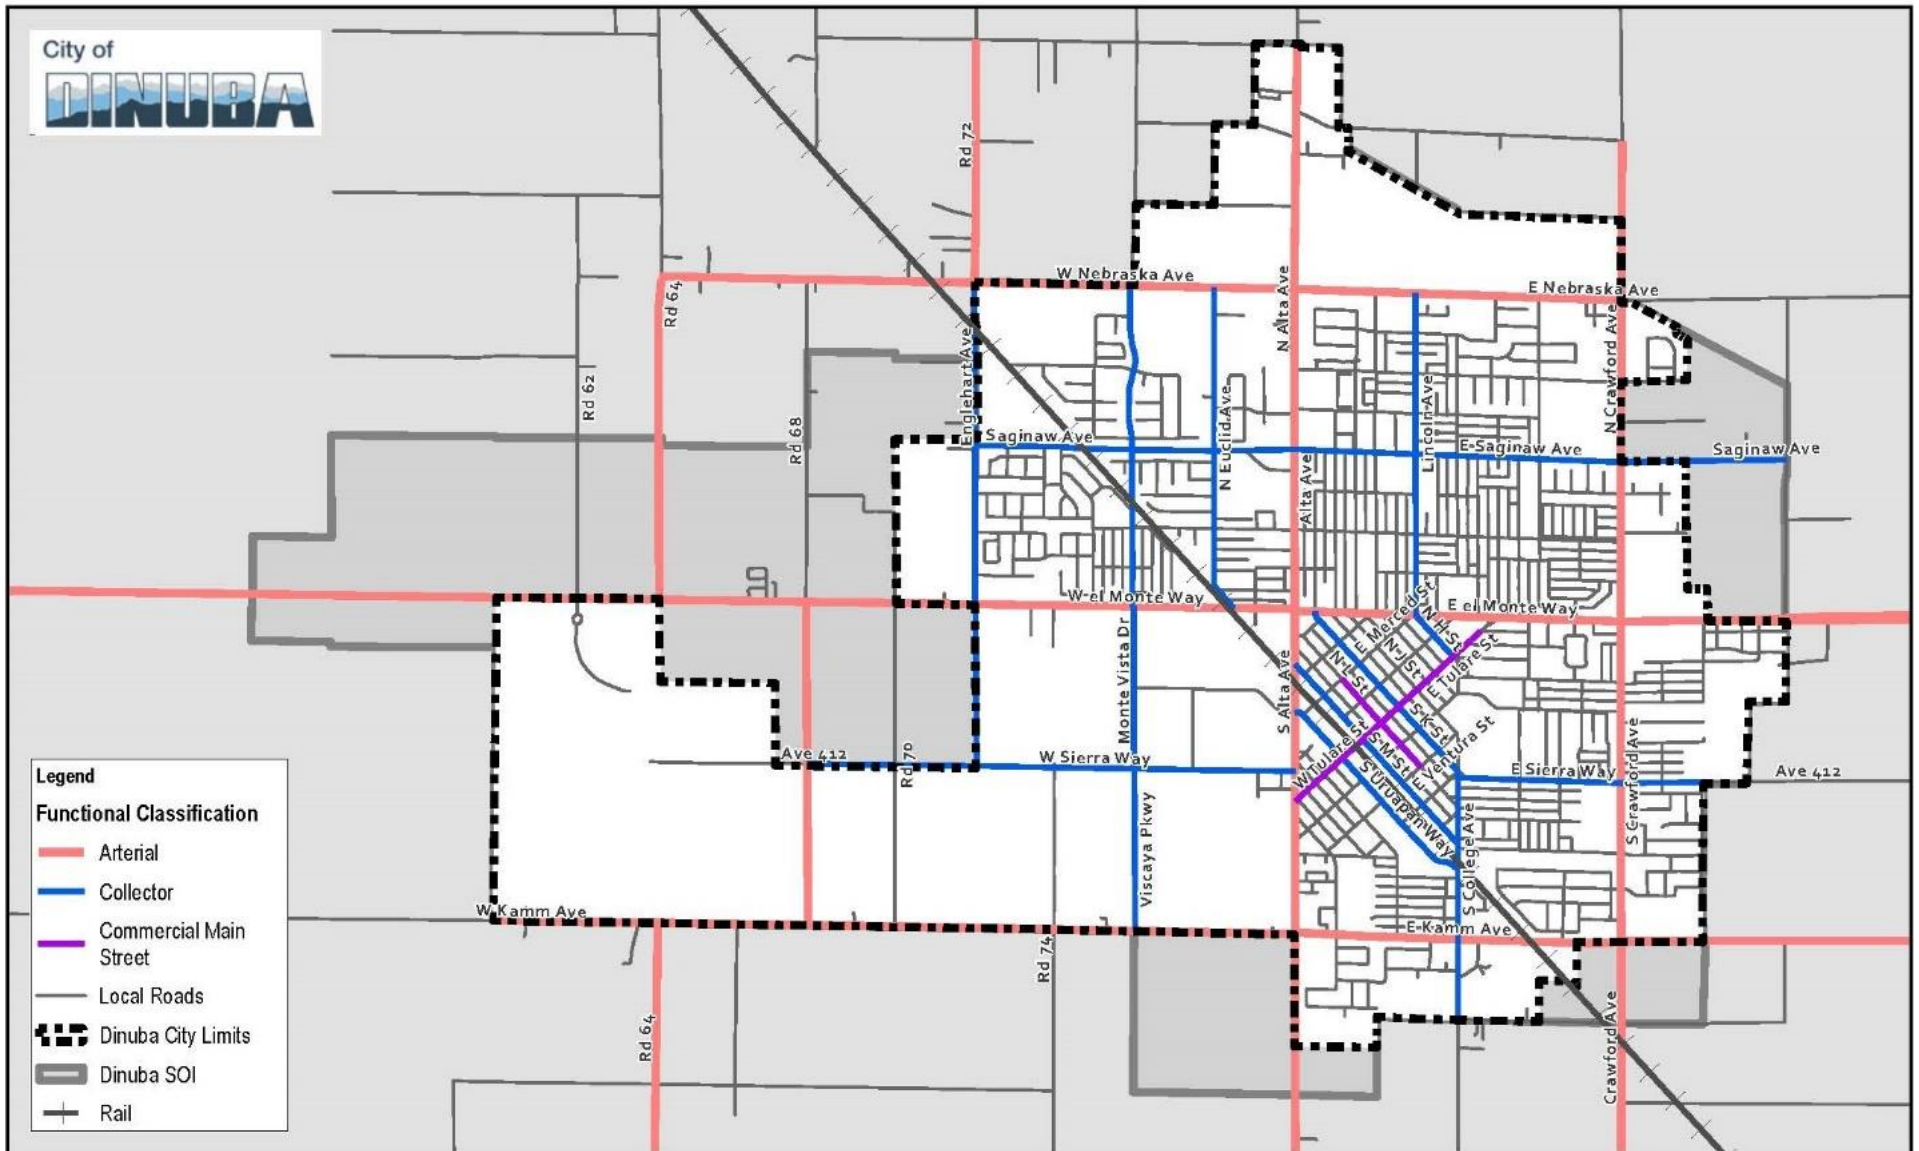 City of
DINUBA
Rd 72
W Nebraska Ave
E Nebraska Ave
Rd 64
N Alta Ave
N Crawford Ave
Englehart Ave
Rd 62
Rd 68
N Euclid Ave
Lincoln Ave
Saginaw Ave
E Saginaw Ave
Saginaw Ave
Alta Ave
W el Monte Way
E el Monte Way
E Merced St
N H St
N J St
N L St
E Tulare St
Monte Vista Dr
S Alta Ave
S K St
Ventura St
W Tulare St
S M St
E
S Uruapan Way
S Crawford Ave
Ave 412
Rd 70
W Sierra Way
E Sierra Way
Ave 412
Viscaya Pkwy
S College Ave
W Kamm Ave
E Kamm Ave
Rd 74
Rd 64
Crawford Ave
Legend
Functional Classification
Arterial
Collector
Commercial Main
Street
Local Roads
Dinuba City Limits
Dinuba SOI
Rail